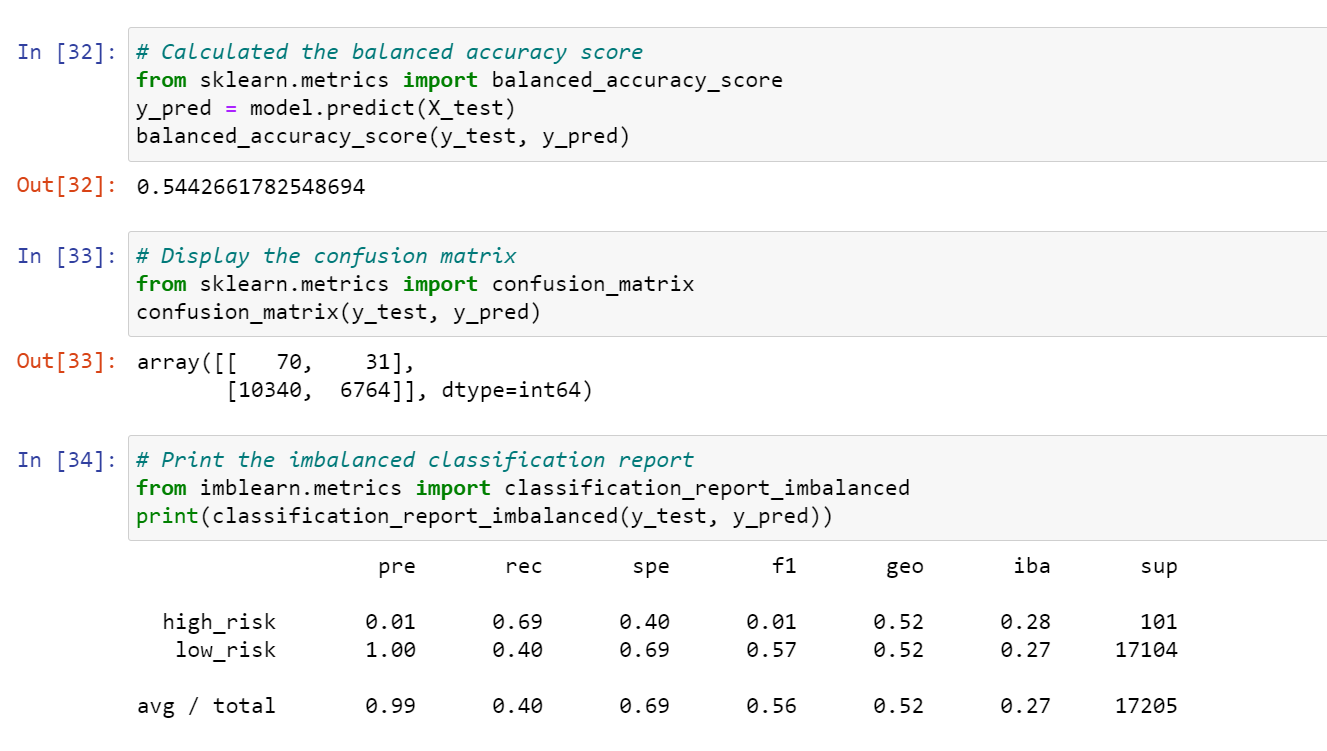 In [32]: # Calculated the balanced accuracy score
from sklearn.metrics import balanced_accuracy_score
y_pred = model.predict(X_test)
balanced_accuracy_score(y_test, y_pred)
Out[32]: 0.5442661782548694
In [33]: # Display the confusion matrix
from sklearn.metrics import confusion_matrix
confusion_matrix(y_test, y_pred)
Out[33]: array([[   70,    31],
       [10340,  6764]], dtype=int64)
In [34]: # Print the imbalanced classification report
from imblearn.metrics import classification_report_imbalanced
print(classification_report_imbalanced(y_test, y_pred))
                   pre       rec       spe        f1       geo       iba       sup
  high_risk       0.01      0.69      0.40      0.01      0.52      0.28       101
   low_risk       1.00      0.40      0.69      0.57      0.52      0.27     17104
avg / total       0.99      0.40      0.69      0.56      0.52      0.27     17205